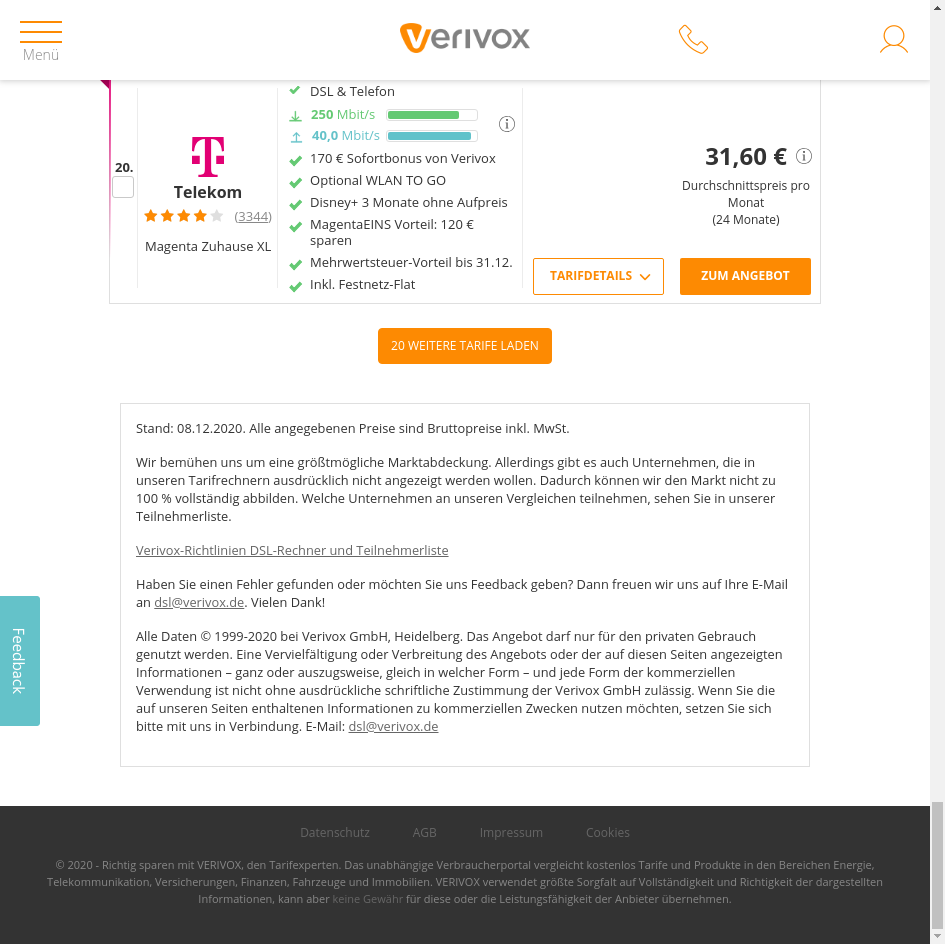 Menü
verivox
DSL & Telefon
250 Mbit/s
40,0 Mbit/s
20.
Telekom
(3344)
Magenta Zuhause XL
170 € Sofortbonus von Verivox
Optional WLAN TO GO
Disney+ 3 Monate ohne Aufpreis
MagentaEINS Vorteil: 120 €
sparen
Mehrwertsteuer-Vorteil bis 31.12.
Inkl. Festnetz-Flat
31,60 €
Durchschnittspreis pro
Monat
(24 Monate)
TARIFDETAILS
ZUM ANGEBOT
20 WEITERE TARIFE LADEN
Stand: 08.12.2020. Alle angegebenen Preise sind Bruttopreise inkl. MwSt.
Wir bemühen uns um eine größtmögliche Marktabdeckung. Allerdings gibt es auch Unternehmen, die in
unseren Tarifrechnern ausdrücklich nicht angezeigt werden wollen. Dadurch können wir den Markt nicht zu
100 % vollständig abbilden. Welche Unternehmen an unseren Vergleichen teilnehmen, sehen Sie in unserer
Teilnehmerliste.
Verivox-Richtlinien DSL-Rechner und Teilnehmerliste
Haben Sie einen Fehler gefunden oder möchten Sie uns Feedback geben? Dann freuen wir uns auf Ihre E-Mail
an dsl@verivox.de. Vielen Dank!
Feedback
Alle Daten © 1999-2020 bei Verivox GmbH, Heidelberg. Das Angebot darf nur für den privaten Gebrauch
genutzt werden. Eine Vervielfältigung oder Verbreitung des Angebots oder der auf diesen Seiten angezeigten
Informationen – ganz oder auszugsweise, gleich in welcher Form – und jede Form der kommerziellen
Verwendung ist nicht ohne ausdrückliche schriftliche Zustimmung der Verivox GmbH zulässig. Wenn Sie die
auf unseren Seiten enthaltenen Informationen zu kommerziellen Zwecken nutzen möchten, setzen Sie sich
bitte mit uns in Verbindung. E-Mail: dsl@verivox.de
Datenschutz AGB Impressum Cookies
© 2020 - Richtig sparen mit VERIVOX, den Tarifexperten. Das unabhängige Verbraucherportal vergleicht kostenlos Tarife und Produkte in den Bereichen Energie,
Telekommunikation, Versicherungen, Finanzen, Fahrzeuge und Immobilien. VERIVOX verwendet größte Sorgfalt auf Vollständigkeit und Richtigkeit der dargestellten
Informationen, kann aber keine Gewähr für diese oder die Leistungsfähigkeit der Anbieter übernehmen.